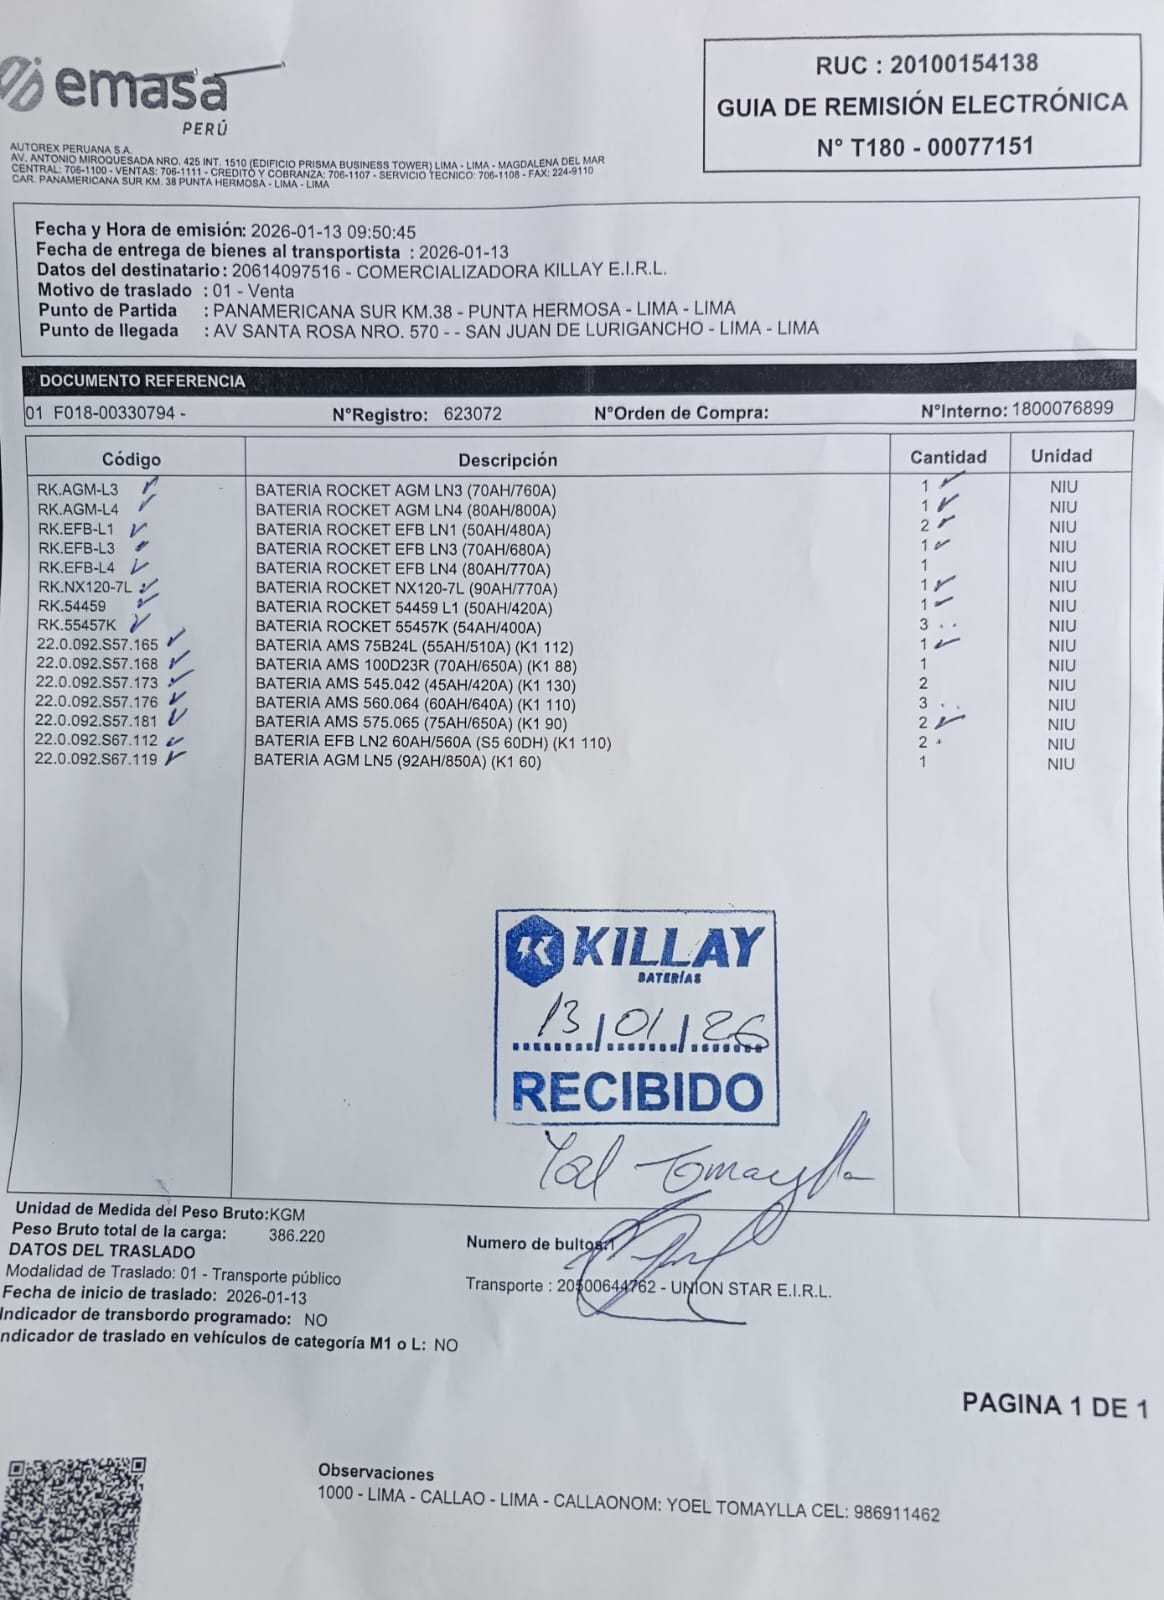 emasa
PERÚ
AUTOREX PERUANA S.A.
AV. ANTONIO MIROQUESADA NRO. 425 INT. 1510 (EDIFICIO PRISMA BUSINESS TOWER) LIMA - LIMA - MAGDALENA DEL MAR
CENTRAL: 706-1100 - VENTAS: 706-1111 - CREDITO Y COBRANZA: 706-1107 - SERVICIO TECNICO: 706-1108 - FAX: 224-9110
CAR. PANAMERICANA SUR KM. 38 PUNTA HERMOSA - LIMA - LIMA
RUC : 20100154138
GUIA DE REMISIÓN ELECTRÓNICA
N° T180 - 00077151
Fecha y Hora de emisión: 2026-01-13 09:50:45
Fecha de entrega de bienes al transportista : 2026-01-13
Datos del destinatario: 20614097516 - COMERCIALIZADORA KILLAY E.I.R.L.
Motivo de traslado : 01 - Venta
Punto de Partida : PANAMERICANA SUR KM.38 - PUNTA HERMOSA - LIMA - LIMA
Punto de llegada : AV SANTA ROSA NRO. 570 - - SAN JUAN DE LURIGANCHO - LIMA - LIMA
DOCUMENTO REFERENCIA
01 F018-00330794 - N°Registro: 623072 N°Orden de Compra: N°Interno: 1800076899
Código Descripción Cantidad Unidad
RK.AGM-L3 BATERIA ROCKET AGM LN3 (70AH/760A) 1 NIU
RK.AGM-L4 BATERIA ROCKET AGM LN4 (80AH/800A) 1 NIU
RK.EFB-L1 BATERIA ROCKET EFB LN1 (50AH/480A) 2 NIU
RK.EFB-L3 BATERIA ROCKET EFB LN3 (70AH/680A) 1 NIU
RK.EFB-L4 BATERIA ROCKET EFB LN4 (80AH/770A) 1 NIU
RK.NX120-7L BATERIA ROCKET NX120-7L (90AH/770A) 1 NIU
RK.54459 BATERIA ROCKET 54459 L1 (50AH/420A) 1 NIU
RK.55457K BATERIA ROCKET 55457K (54AH/400A) 3 NIU
22.0.092.S57.165 BATERIA AMS 75B24L (55AH/510A) (K1 112) 1 NIU
22.0.092.S57.168 BATERIA AMS 100D23R (70AH/650A) (K1 88) 1 NIU
22.0.092.S57.173 BATERIA AMS 545.042 (45AH/420A) (K1 130) 2 NIU
22.0.092.S57.176 BATERIA AMS 560.064 (60AH/640A) (K1 110) 3 NIU
22.0.092.S57.181 BATERIA AMS 575.065 (75AH/650A) (K1 90) 2 NIU
22.0.092.S67.112 BATERIA EFB LN2 60AH/560A (S5 60DH) (K1 110) 2 NIU
22.0.092.S67.119 BATERIA AGM LN5 (92AH/850A) (K1 60) 1 NIU
KILLAY
BATERÍAS
13/01/26
RECIBIDO
Yoel Tomaylla
Unidad de Medida del Peso Bruto:KGM
Peso Bruto total de la carga: 386.220
DATOS DEL TRASLADO
Modalidad de Traslado: 01 - Transporte público
Fecha de inicio de traslado: 2026-01-13
Indicador de transbordo programado: NO
ndicador de traslado en vehículos de categoría M1 o L: NO
Numero de bultos:1
Transporte : 20500644762 - UNION STAR E.I.R.L.
PAGINA 1 DE 1
Observaciones
1000 - LIMA - CALLAO - LIMA - CALLAONOM: YOEL TOMAYLLA CEL: 986911462